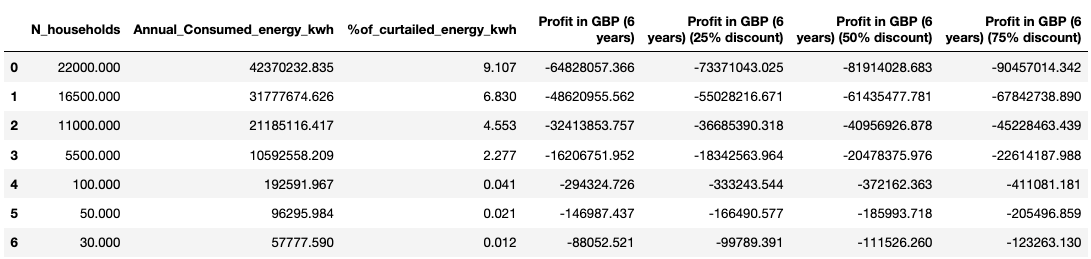 N_households Annual_Consumed_energy_kwh %of_curtailed_energy_kwh Profit in GBP (6 years) Profit in GBP (6 years) (25% discount) Profit in GBP (6 years) (50% discount) Profit in GBP (6 years) (75% discount)
0 22000.000 42370232.835 9.107 -64828057.366 -73371043.025 -81914028.683 -90457014.342
1 16500.000 31777674.626 6.830 -48620955.562 -55028216.671 -61435477.781 -67842738.890
2 11000.000 21185116.417 4.553 -32413853.757 -36685390.318 -40956926.878 -45228463.439
3 5500.000 10592558.209 2.277 -16206751.952 -18342563.964 -20478375.976 -22614187.988
4 100.000 192591.967 0.041 -294324.726 -333243.544 -372162.363 -411081.181
5 50.000 96295.984 0.021 -146987.437 -166490.577 -185993.718 -205496.859
6 30.000 57777.590 0.012 -88052.521 -99789.391 -111526.260 -123263.130